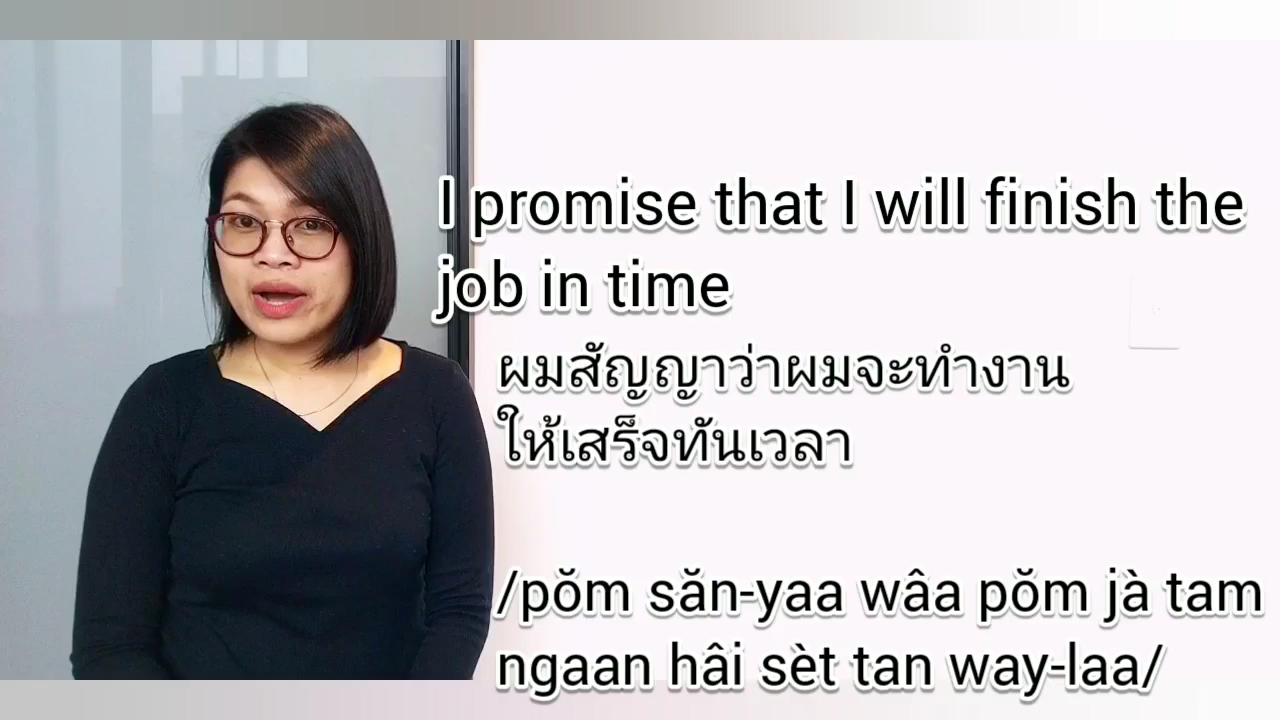 I promise that I will finish the
job in time
ผมสัญญาว่าผมจะทำงาน
ให้เสร็จทันเวลา
/pŏm săn-yaa wâa pŏm jà tam
ngaan hâi sèt tan way-laa/